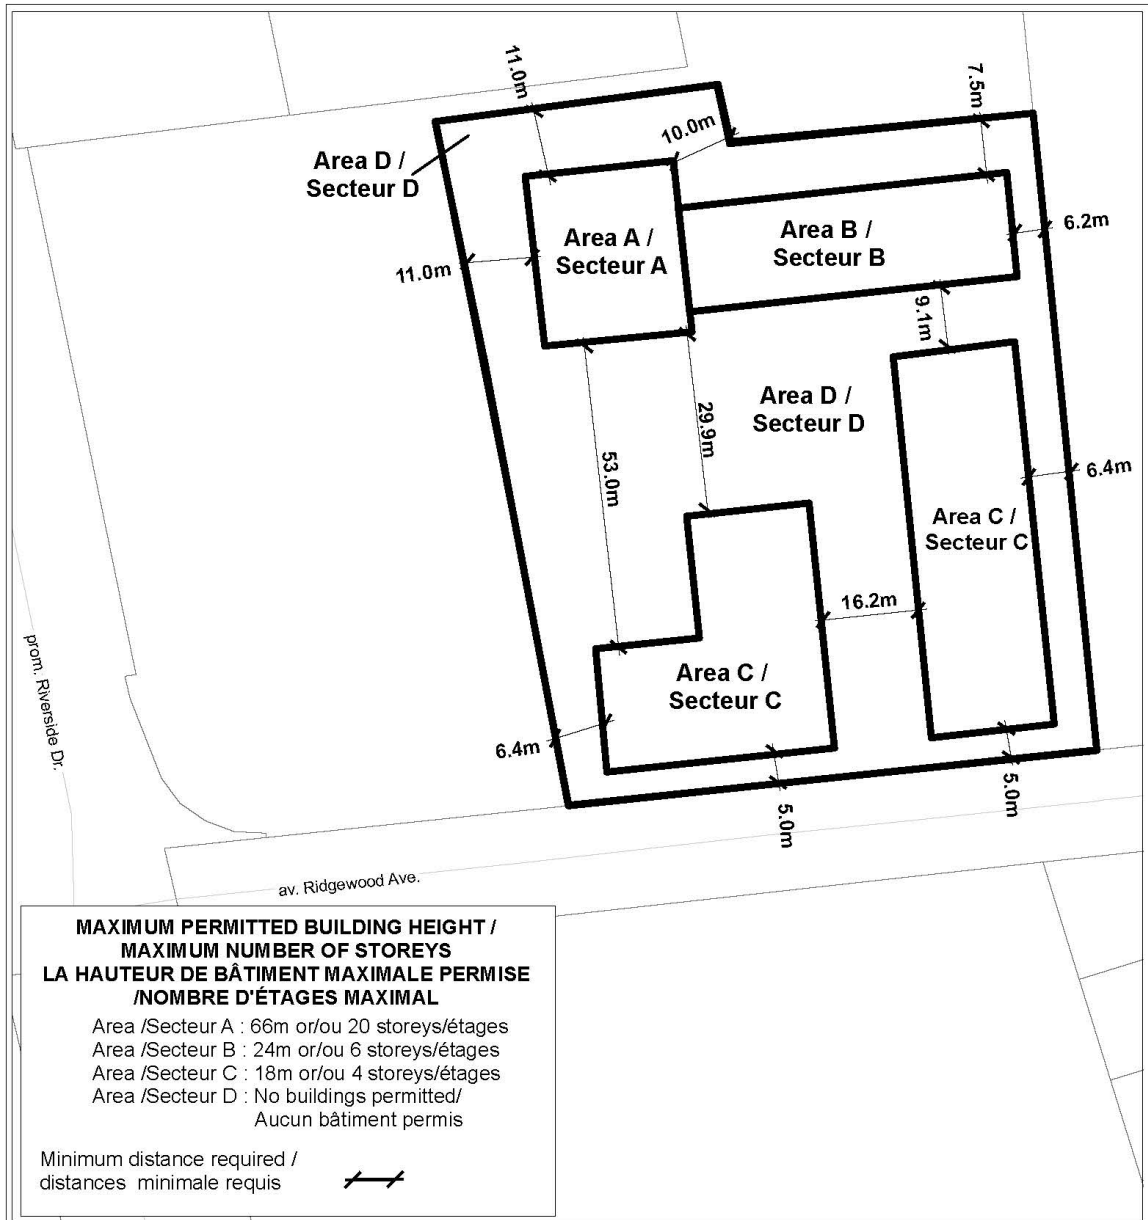 11.0m
7.5m
10.0m
Area D /
Secteur D
Area A /
Secteur A
Area B /
Secteur B
6.2m
11.0m
9.1m
Area D /
Secteur D
29.9m
53.0m
6.4m
Area C /
Secteur C
16.2m
Area C /
Secteur C
6.4m
5.0m
5.0m
prom. Riverside Dr.
av. Ridgewood Ave.
MAXIMUM PERMITTED BUILDING HEIGHT /
MAXIMUM NUMBER OF STOREYS
LA HAUTEUR DE BÂTIMENT MAXIMALE PERMISE
/NOMBRE D'ÉTAGES MAXIMAL
Area /Secteur A : 66m or/ou 20 storeys/étages
Area /Secteur B : 24m or/ou 6 storeys/étages
Area /Secteur C : 18m or/ou 4 storeys/étages
Area /Secteur D : No buildings permitted/
Aucun bâtiment permis
Minimum distance required /
distances minimale requis